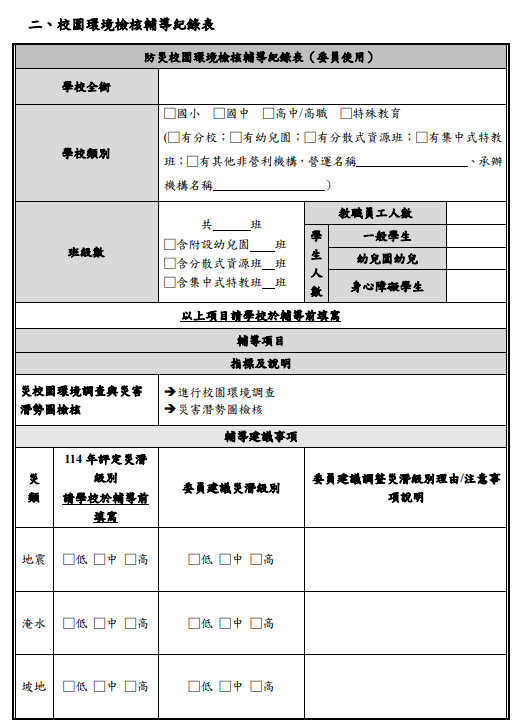 二、校園環境檢核輔導紀錄表
防災校園環境檢核輔導紀錄表（委員使用）
學校全銜
學校類別
□國小 □國中 □高中/高職 □特殊教育
(□有分校；□有幼兒園；□有分散式資源班；□有集中式特教
班；□有其他非營利機構，營運名稱＿＿＿＿＿＿＿＿、承辦
機構名稱＿＿＿＿＿＿＿＿）
班級數
共＿＿＿班
□含附設幼兒園＿＿班
□含分散式資源班＿班
□含集中式特教班＿班
教職員工人數
學生人數
一般學生
幼兒園幼兒
身心障礙學生
以上項目請學校於輔導前填寫
輔導項目
指標及說明
災校園環境調查與災害
潛勢圖檢核
➔進行校園環境調查
➔災害潛勢圖檢核
輔導建議事項
災
類
114 年評定災潛
級別
請學校於輔導前
填寫
委員建議災潛級別
委員建議調整災潛級別理由/注意事
項說明
地震 □低 □中 □高 □低 □中 □高
淹水 □低 □中 □高 □低 □中 □高
坡地 □低 □中 □高 □低 □中 □高